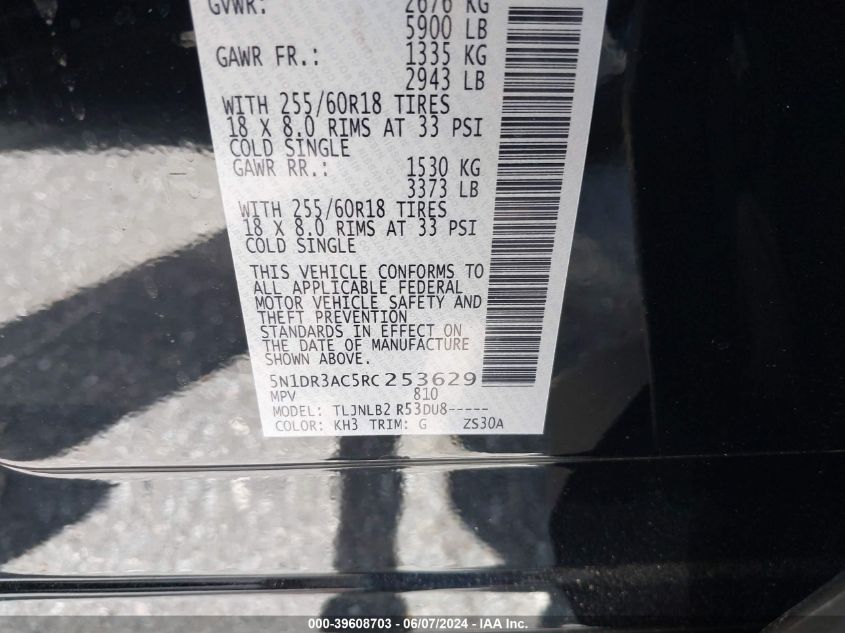 GVWR: 2676 KG
5900 LB
GAWR FR.: 1335 KG
2943 LB
WITH 255/60R18 TIRES
18 X 8.0 RIMS AT 33 PSI
COLD SINGLE
GAWR RR.: 1530 KG
3373 LB
WITH 255/60R18 TIRES
18 X 8.0 RIMS AT 33 PSI
COLD SINGLE
THIS VEHICLE CONFORMS TO
ALL APPLICABLE FEDERAL
MOTOR VEHICLE SAFETY AND
THEFT PREVENTION
STANDARDS IN EFFECT ON
THE DATE OF MANUFACTURE
SHOWN ABOVE.
5N1DR3AC5RC253629
MPV 810
MODEL: TLJNLB2 R53DU8-----
COLOR: KH3 TRIM: G ZS30A
000-39608703 - 06/07/2024 - IAA Inc.